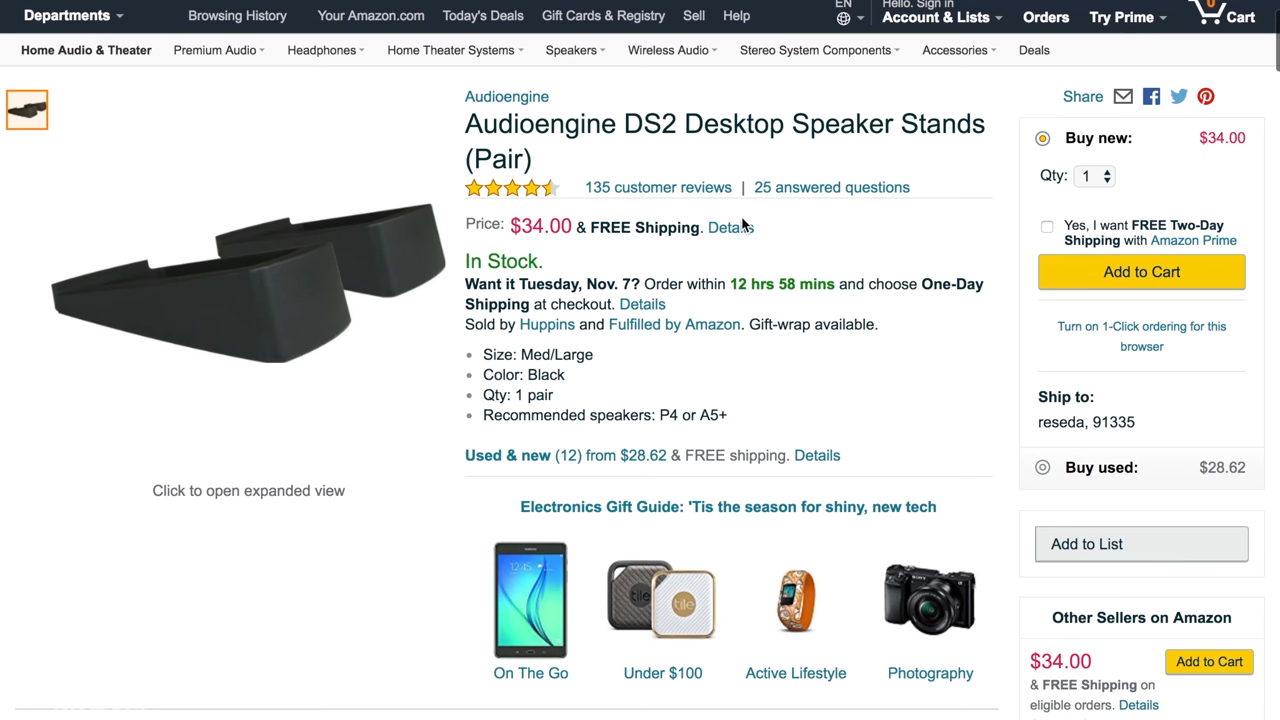 Departments
Browsing History
Your Amazon.com
Today's Deals
Gift Cards & Registry
Sell
Help
EN
Hello. Sign in
Account & Lists
Orders
Try Prime
0
Cart
Home Audio & Theater
Premium Audio
Headphones
Home Theater Systems
Speakers
Wireless Audio
Stereo System Components
Accessories
Deals
Audioengine
Audioengine DS2 Desktop Speaker Stands
(Pair)
135 customer reviews | 25 answered questions
Price: $34.00 & FREE Shipping. Details
In Stock.
Want it Tuesday, Nov. 7? Order within 12 hrs 58 mins and choose One-Day
Shipping at checkout. Details
Sold by Huppins and Fulfilled by Amazon. Gift-wrap available.
Size: Med/Large
Color: Black
Qty: 1 pair
Recommended speakers: P4 or A5+
Used & new (12) from $28.62 & FREE shipping. Details
Click to open expanded view
Electronics Gift Guide: 'Tis the season for shiny, new tech
12:45
tile
tile
SONY
On The Go
Under $100
Active Lifestyle
Photography
Share
Buy new: $34.00
Qty: 1
Yes, I want FREE Two-Day
Shipping with Amazon Prime
Add to Cart
Turn on 1-Click ordering for this
browser
Ship to:
reseda, 91335
Buy used: $28.62
Add to List
Other Sellers on Amazon
$34.00
Add to Cart
& FREE Shipping on
eligible orders. Details